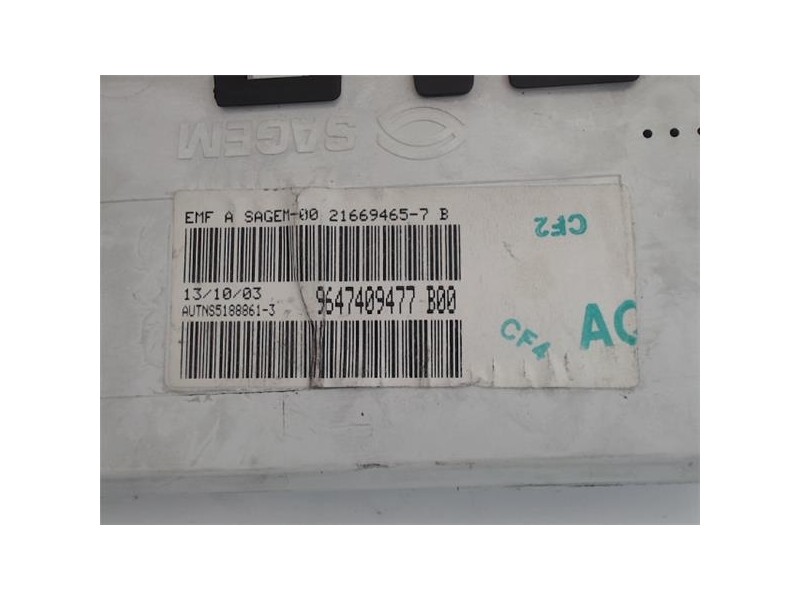 SAGEM
EMF A SAGEM-00 21669465-7 B
CF2
13/10/03
9647409477 B00
AUTNS5188861-3
CF4
AC